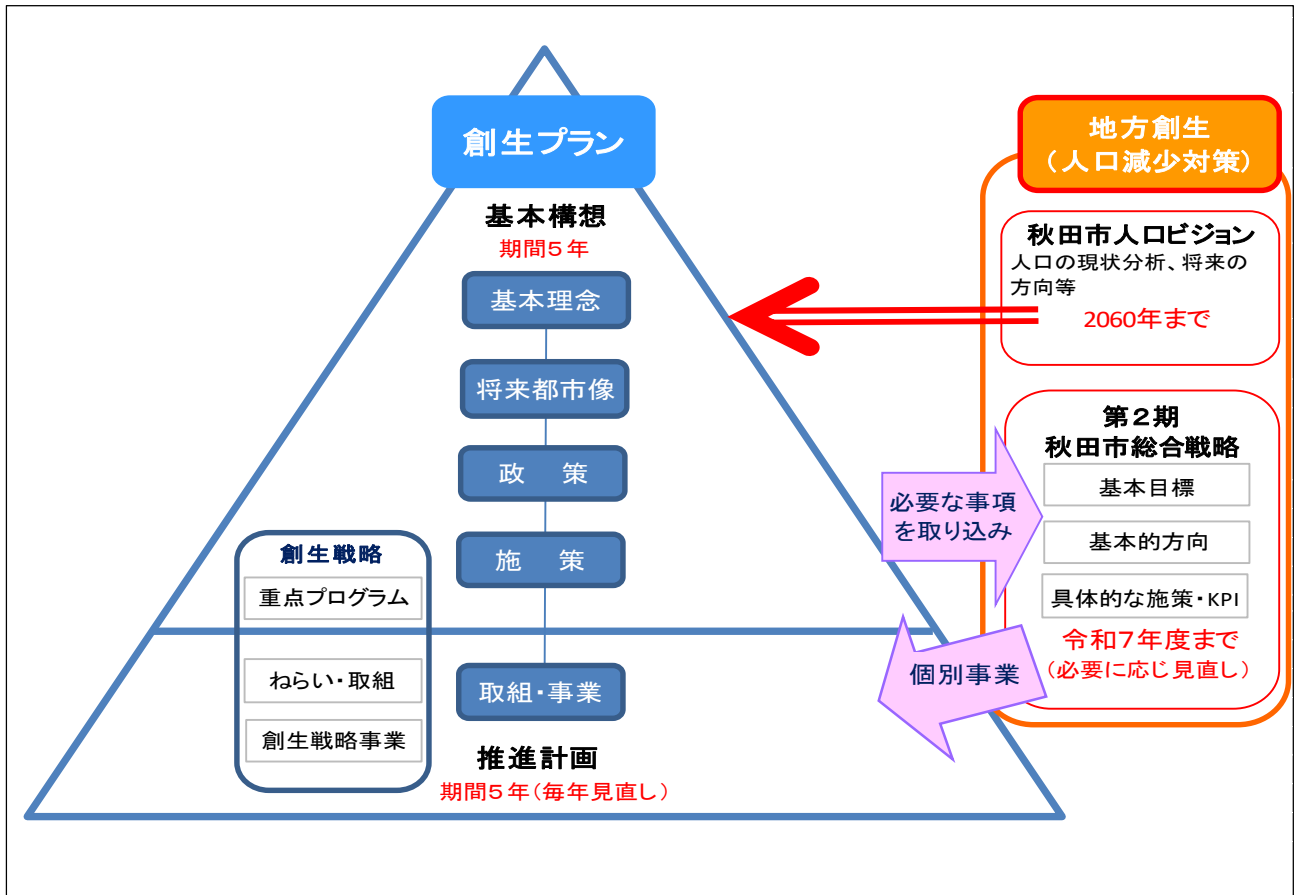 創生プラン
基本構想
期間5年
基本理念
将来都市像
政　策
施　策
創生戦略
重点プログラム
ねらい・取組
創生戦略事業
取組・事業
推進計画
期間5年(毎年見直し)
地方創生
(人口減少対策)
秋田市人口ビジョン
人口の現状分析、将来の
方向等
2060年まで
必要な事項
を取り込み
個別事業
第2期
秋田市総合戦略
基本目標
基本的方向
具体的な施策・KPI
令和7年度まで
(必要に応じ見直し)